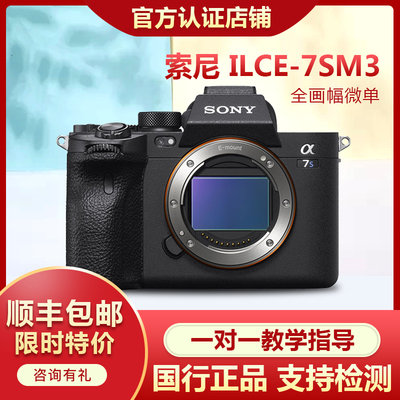 官方认证店铺
索尼 ILCE-7SM3
全画幅微单
SONY
α
7s
E-mount
顺丰包邮
限时特价
咨询有礼
一对一教学指导
国行正品 支持检测